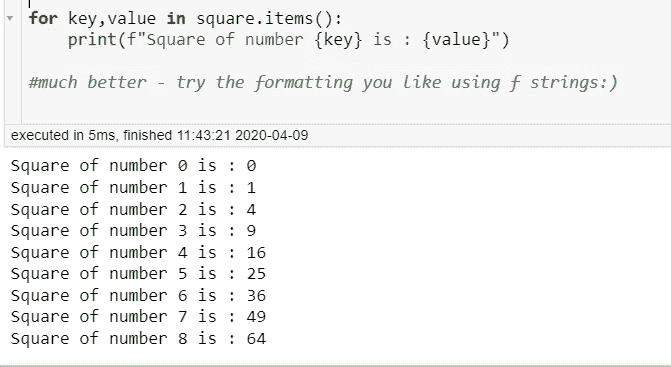 for key,value in square.items():
    print(f"Square of number {key} is : {value}")
#much better - try the formatting you like using f strings:)
executed in 5ms, finished 11:43:21 2020-04-09
Square of number 0 is : 0
Square of number 1 is : 1
Square of number 2 is : 4
Square of number 3 is : 9
Square of number 4 is : 16
Square of number 5 is : 25
Square of number 6 is : 36
Square of number 7 is : 49
Square of number 8 is : 64